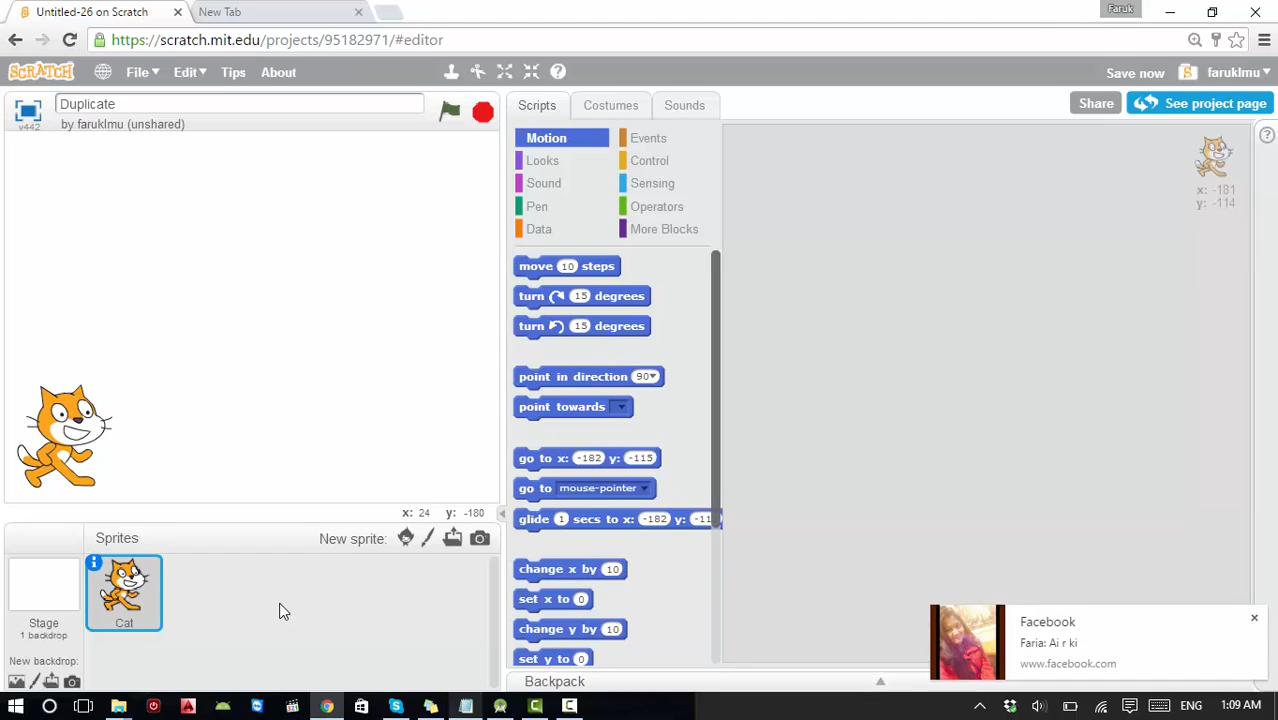 Untitled-26 on Scratch
New Tab
Faruk
https://scratch.mit.edu/projects/95182971/#editor
SCRATCH
File
Edit
Tips
About
Save now
faruklmu
Duplicate
by faruklmu (unshared)
v442
Scripts
Costumes
Sounds
Share
See project page
Motion
Events
Looks
Control
Sound
Sensing
Pen
Operators
Data
More Blocks
x: -181
y: -114
move 10 steps
turn 15 degrees
turn 15 degrees
point in direction 90
point towards
go to x: -182 y: -115
go to mouse-pointer
glide 1 secs to x: -182 y: -11
change x by 10
set x to 0
change y by 10
set y to 0
x: 24 y: -180
Sprites
New sprite:
Stage
1 backdrop
New backdrop:
Cat
Backpack
Facebook
Faria: Ai r ki
www.facebook.com
ENG
1:09 AM